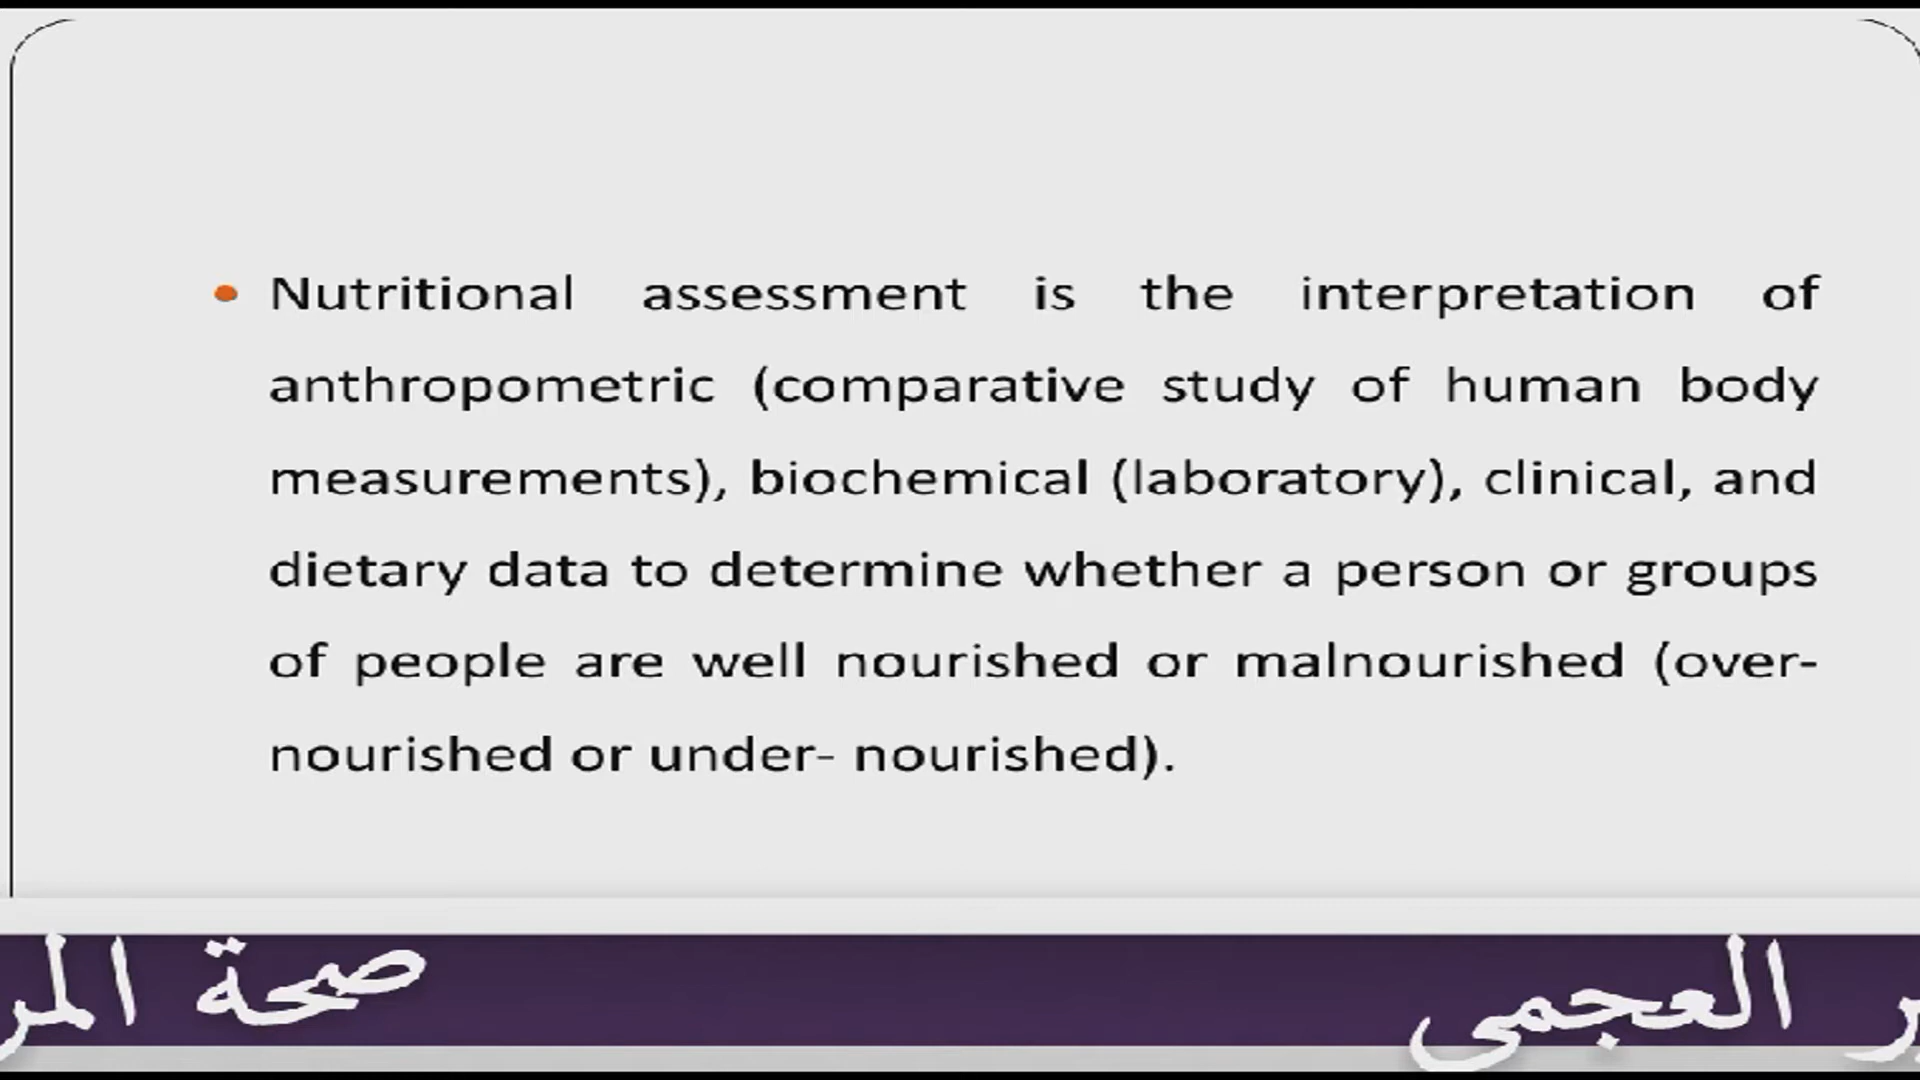 • Nutritional assessment is the interpretation of
anthropometric (comparative study of human body
measurements), biochemical (laboratory), clinical, and
dietary data to determine whether a person or groups
of people are well nourished or malnourished (over-
nourished or under- nourished).
العجمى
صحة